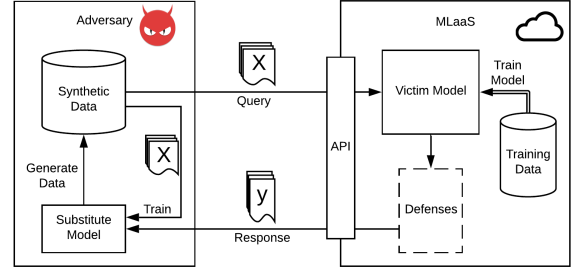 Adversary
MLaaS
Synthetic
Data
X
Query
API
Victim Model
Train
Model
Training
Data
X
Generate
Data
Train
Substitute
Model
y
Response
Defenses